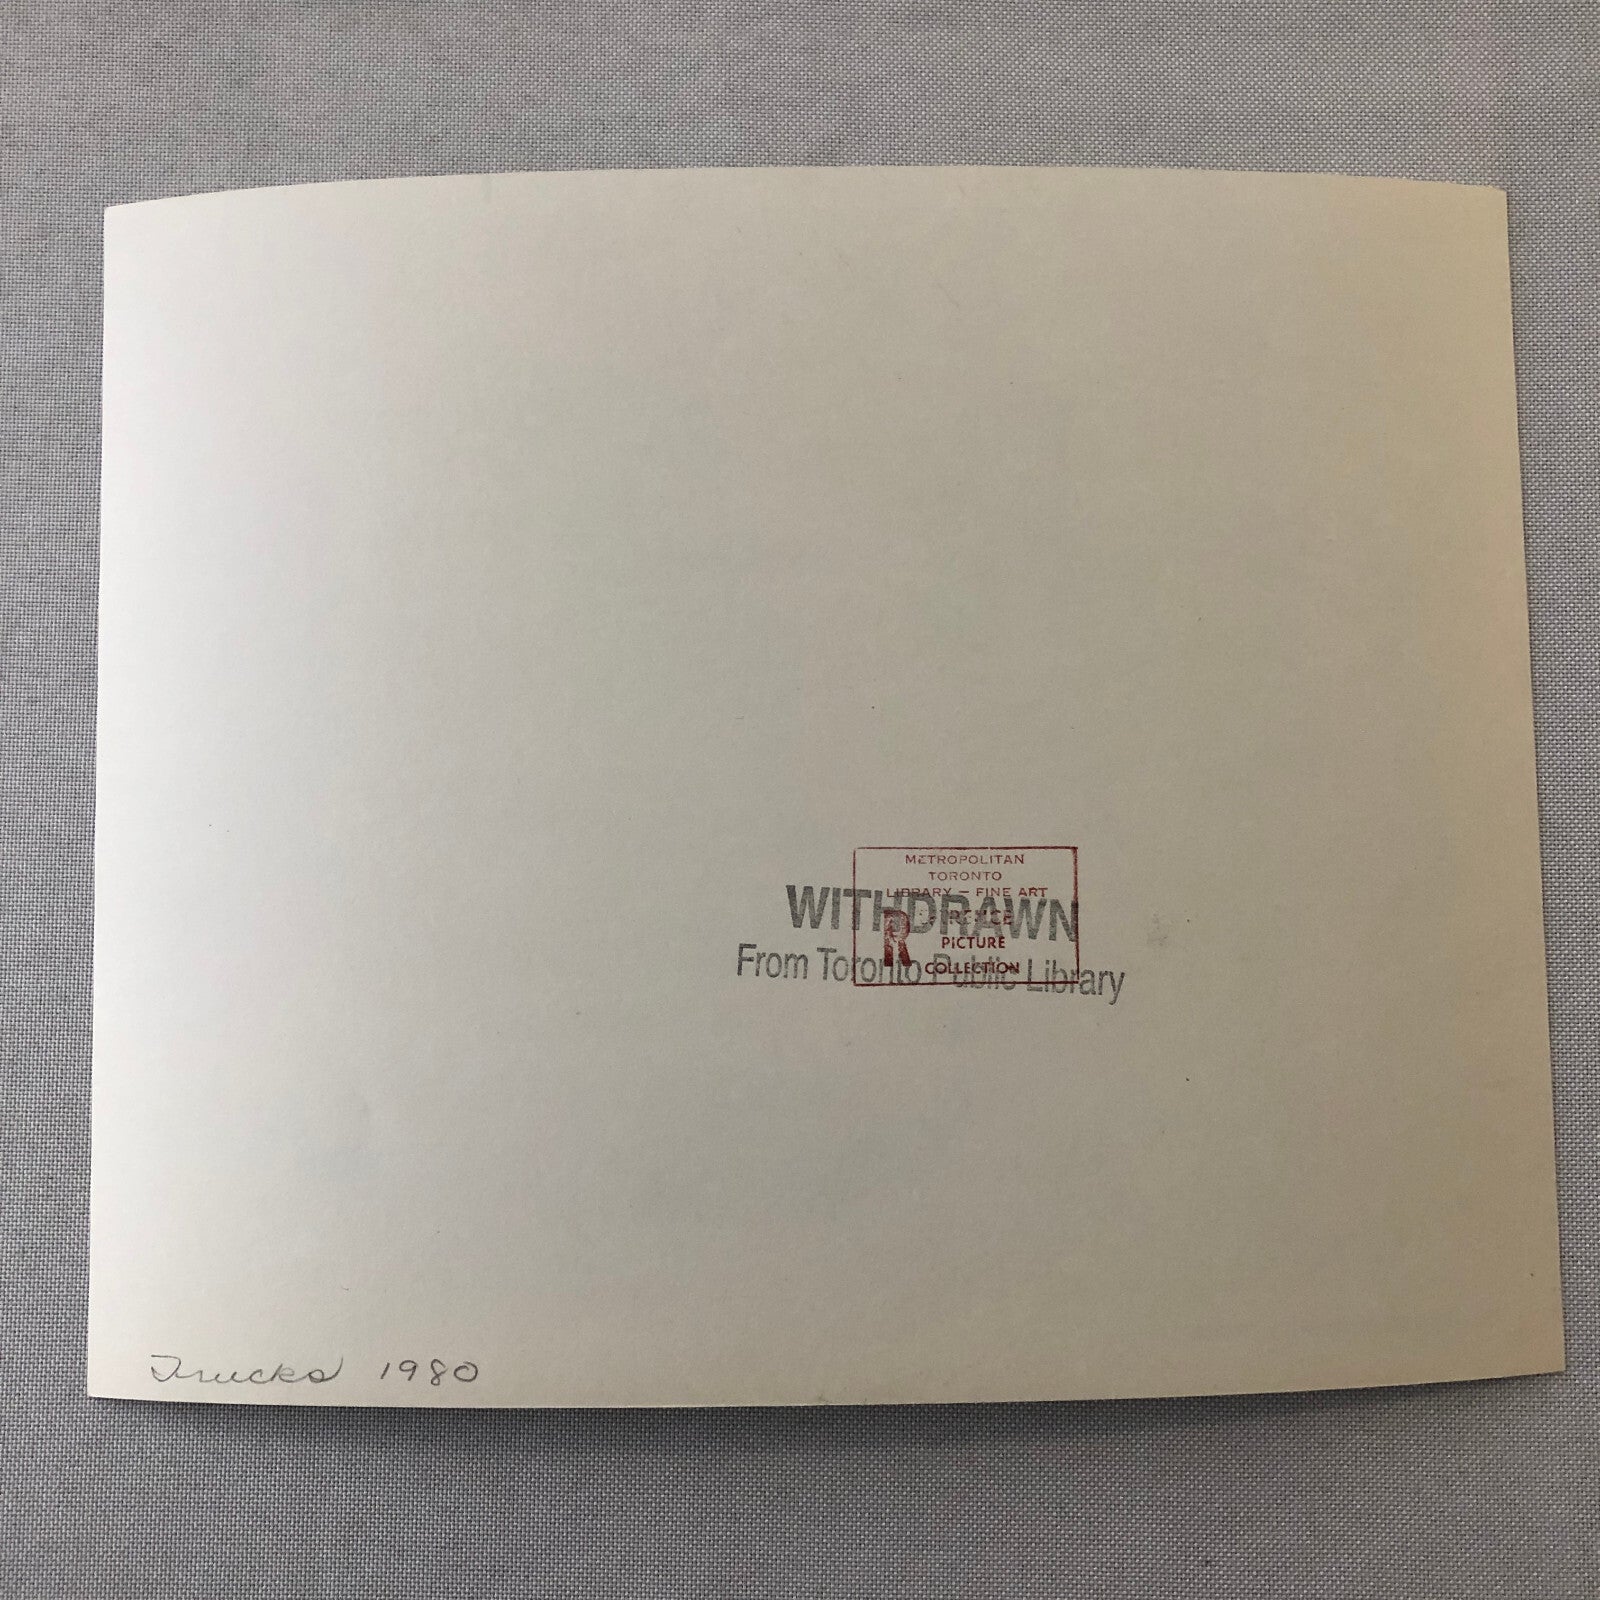 METROPOLITAN
TORONTO
LIBRARY – FINE ART
WITHDRAWN
R
PICTURE
COLLECTION
From Toronto Public Library
Trucks 1980